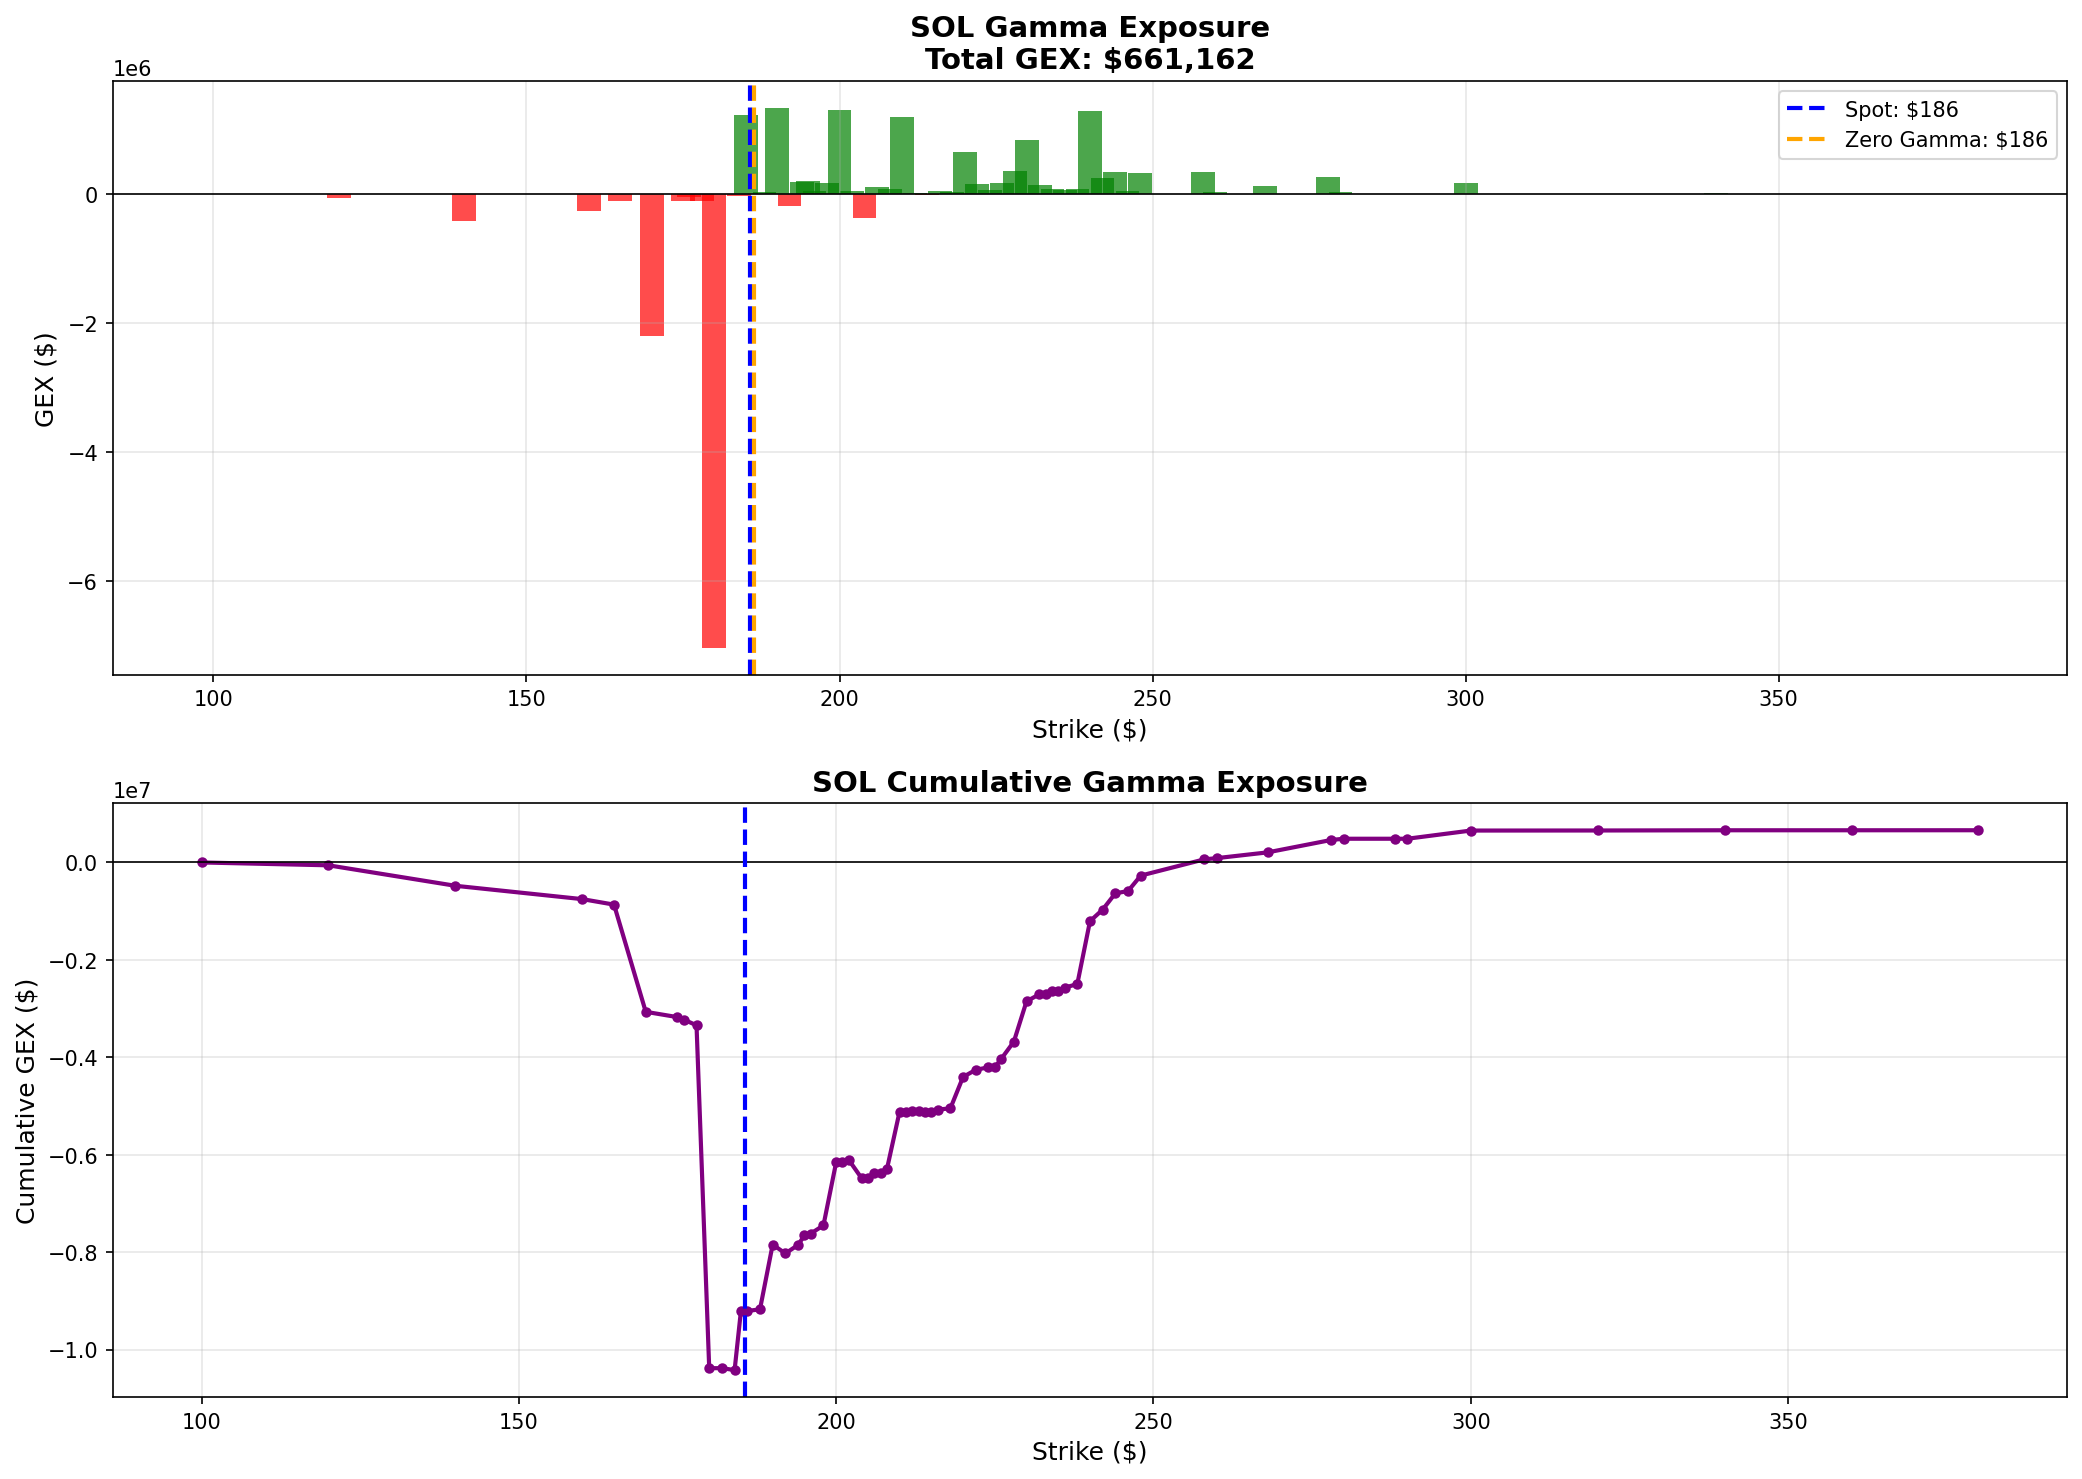 SOL Gamma Exposure
Total GEX: $661,162
1e6
Spot: $186
Zero Gamma: $186
0
−2
−4
−6
GEX ($)
100 150 200 250 300 350
Strike ($)
SOL Cumulative Gamma Exposure
1e7
0.0
−0.2
−0.4
−0.6
−0.8
−1.0
Cumulative GEX ($)
100 150 200 250 300 350
Strike ($)